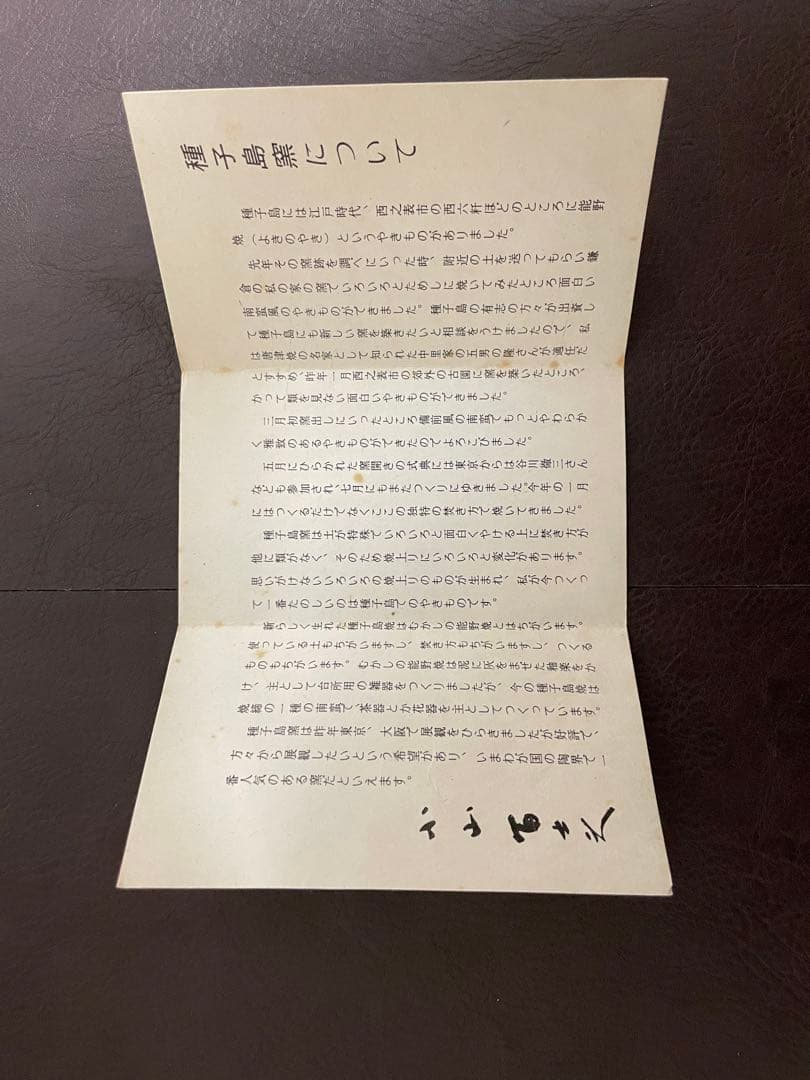 種子島窯について
種子島には江戸時代、西之表市の西六粁ほどのところに能野
焼（よきのやき）というやきものがありました。
先年その窯跡を調べにいった時、附近の土を送ってもらい鎌
倉の私の家の窯でいろいろとためしに焼いてみたところ面白い
南蛮風のやきものができました。種子島の有志の方々が出資し
て種子島にも新しい窯を築きたいと相談をうけましたので、私
は唐津焼の名家として知られた中里家の五男の隆さんが適任だ
とすすめ、昨年一月西之表市の郊外の古園に窯を築いたところ、
かつて類を見ない面白いやきものができました。
三月初窯出しにいったところ備前風の南蛮でもっとやわらか
く雅致のあるやきものができたのでよろこびました。
五月にひらかれた窯開きの式典には東京からは谷川徹三さん
なども参加され、七月にもまたつくりにゆきました。今年の一月
にはつくるだけでなくここの独特の焚き方で焼いてきました。
種子島窯は土が特殊でいろいろと面白くやける上に焚き方が
他に類がなく、そのため焼上りにいろいろと変化があります。
思いがけないいろいろの焼上りのものが生まれ、私が今つくっ
て一番たのしいのは種子島でのやきものです。
新らしく生れた種子島焼はむかしの能野焼とはちがいます。
使っている土もちがいますし、焚き方もちがいますし、つくる
ものもちがいます。むかしの能野焼は泥に灰をまぜた釉薬をか
け、主として台所用の雑器をつくりましたが、今の種子島焼は
焼締の一種の南蛮で、茶器とか花器を主としてつくっています。
種子島窯は昨年東京、大阪で展観をひらきましたが好評で、
方々から展観したいという希望があり、いまわが国の陶界で一
番人気のある窯だといえます。
小山冨士夫